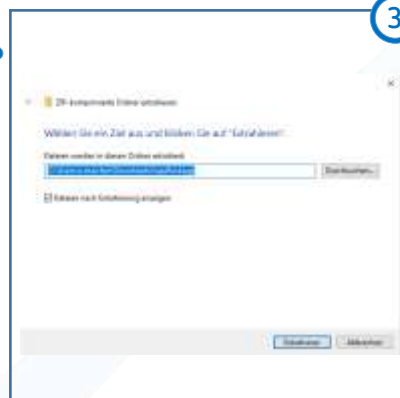 3
ZIP-komprimierte Ordner extrahieren
Wählen Sie ein Ziel aus und klicken Sie auf "Extrahieren".
Dateien werden in diesen Ordner extrahiert:
Durchsuchen...
Dateien nach Extrahierung anzeigen
Extrahieren Abbrechen